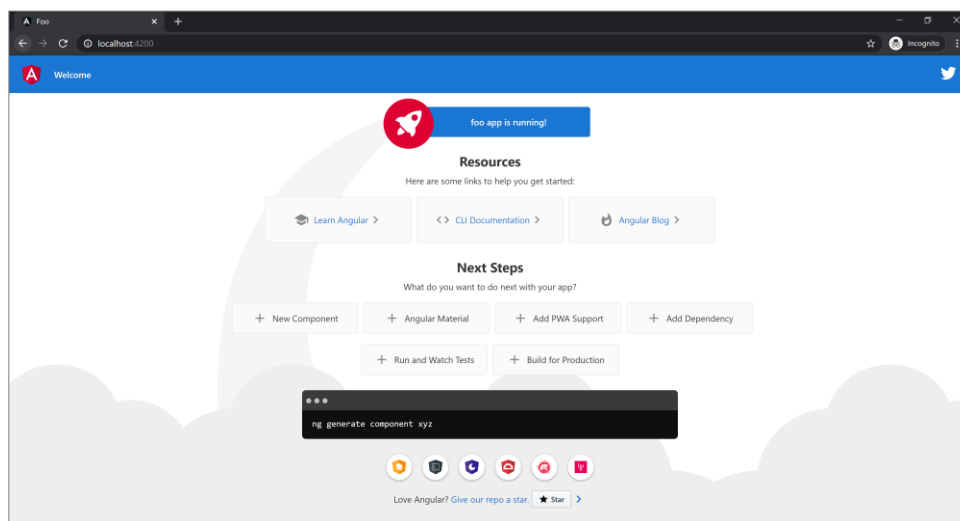 Foo
localhost:4200
Incognito
Welcome
foo app is running!
Resources
Here are some links to help you get started:
Learn Angular
CLI Documentation
Angular Blog
Next Steps
What do you want to do next with your app?
New Component
Angular Material
Add PWA Support
Add Dependency
Run and Watch Tests
Build for Production
ng generate component xyz
Love Angular? Give our repo a star. Star